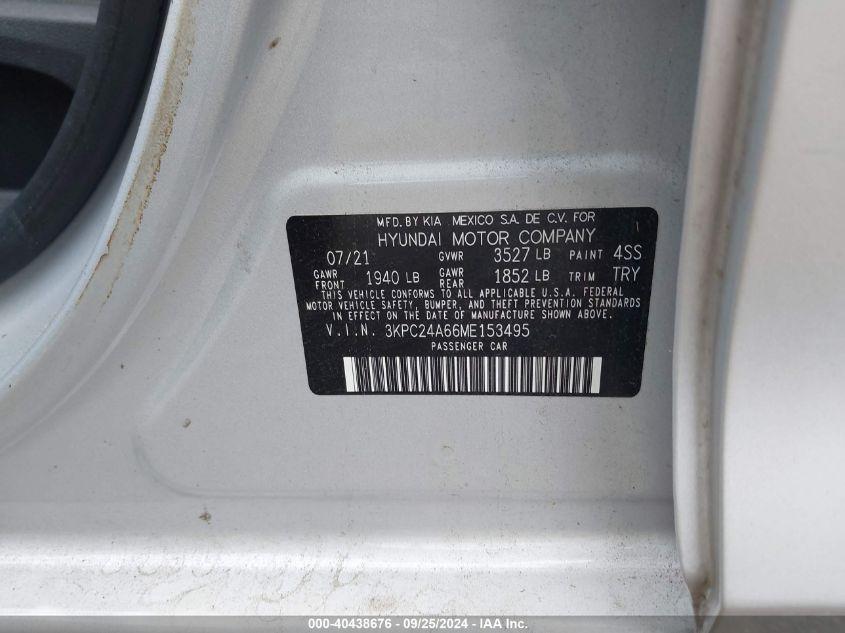 MFD. BY KIA MEXICO S.A. DE C.V. FOR
HYUNDAI MOTOR COMPANY
07/21 GVWR 3527 LB PAINT 4SS
GAWR FRONT 1940 LB GAWR REAR 1852 LB TRIM TRY
THIS VEHICLE CONFORMS TO ALL APPLICABLE U.S.A. FEDERAL
MOTOR VEHICLE SAFETY, BUMPER, AND THEFT PREVENTION STANDARDS
IN EFFECT ON THE DATE OF MANUFACTURE SHOWN ABOVE.
V.I.N. 3KPC24A66ME153495
PASSENGER CAR
000-40438676 - 09/25/2024 - IAA, Inc.